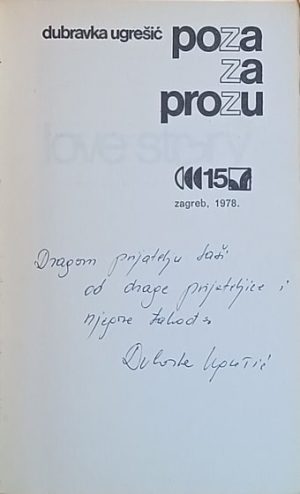 dubravka ugrešić poza
za
prozu
love story
15
zagreb, 1978.
Dragom prijatelju Saši
od drage prijateljice i
njegove
Dubravka Ugrešić